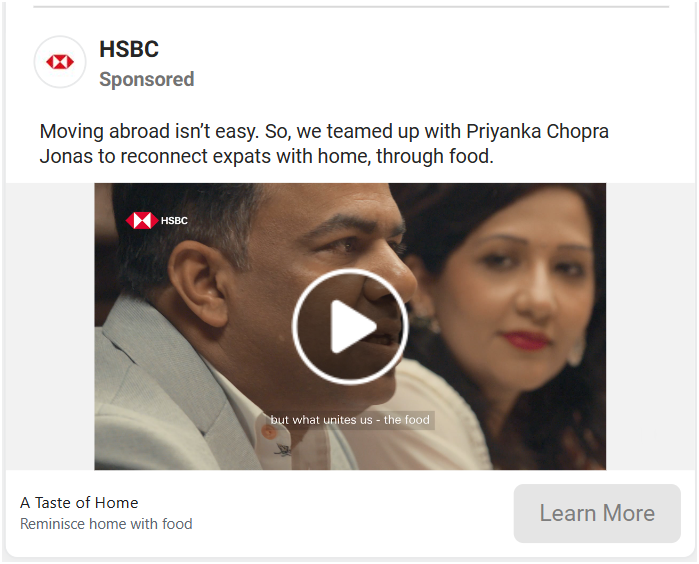 HSBC
Sponsored
Moving abroad isn’t easy. So, we teamed up with Priyanka Chopra
Jonas to reconnect expats with home, through food.
HSBC
but what unites us - the food
A Taste of Home
Reminisce home with food
Learn More